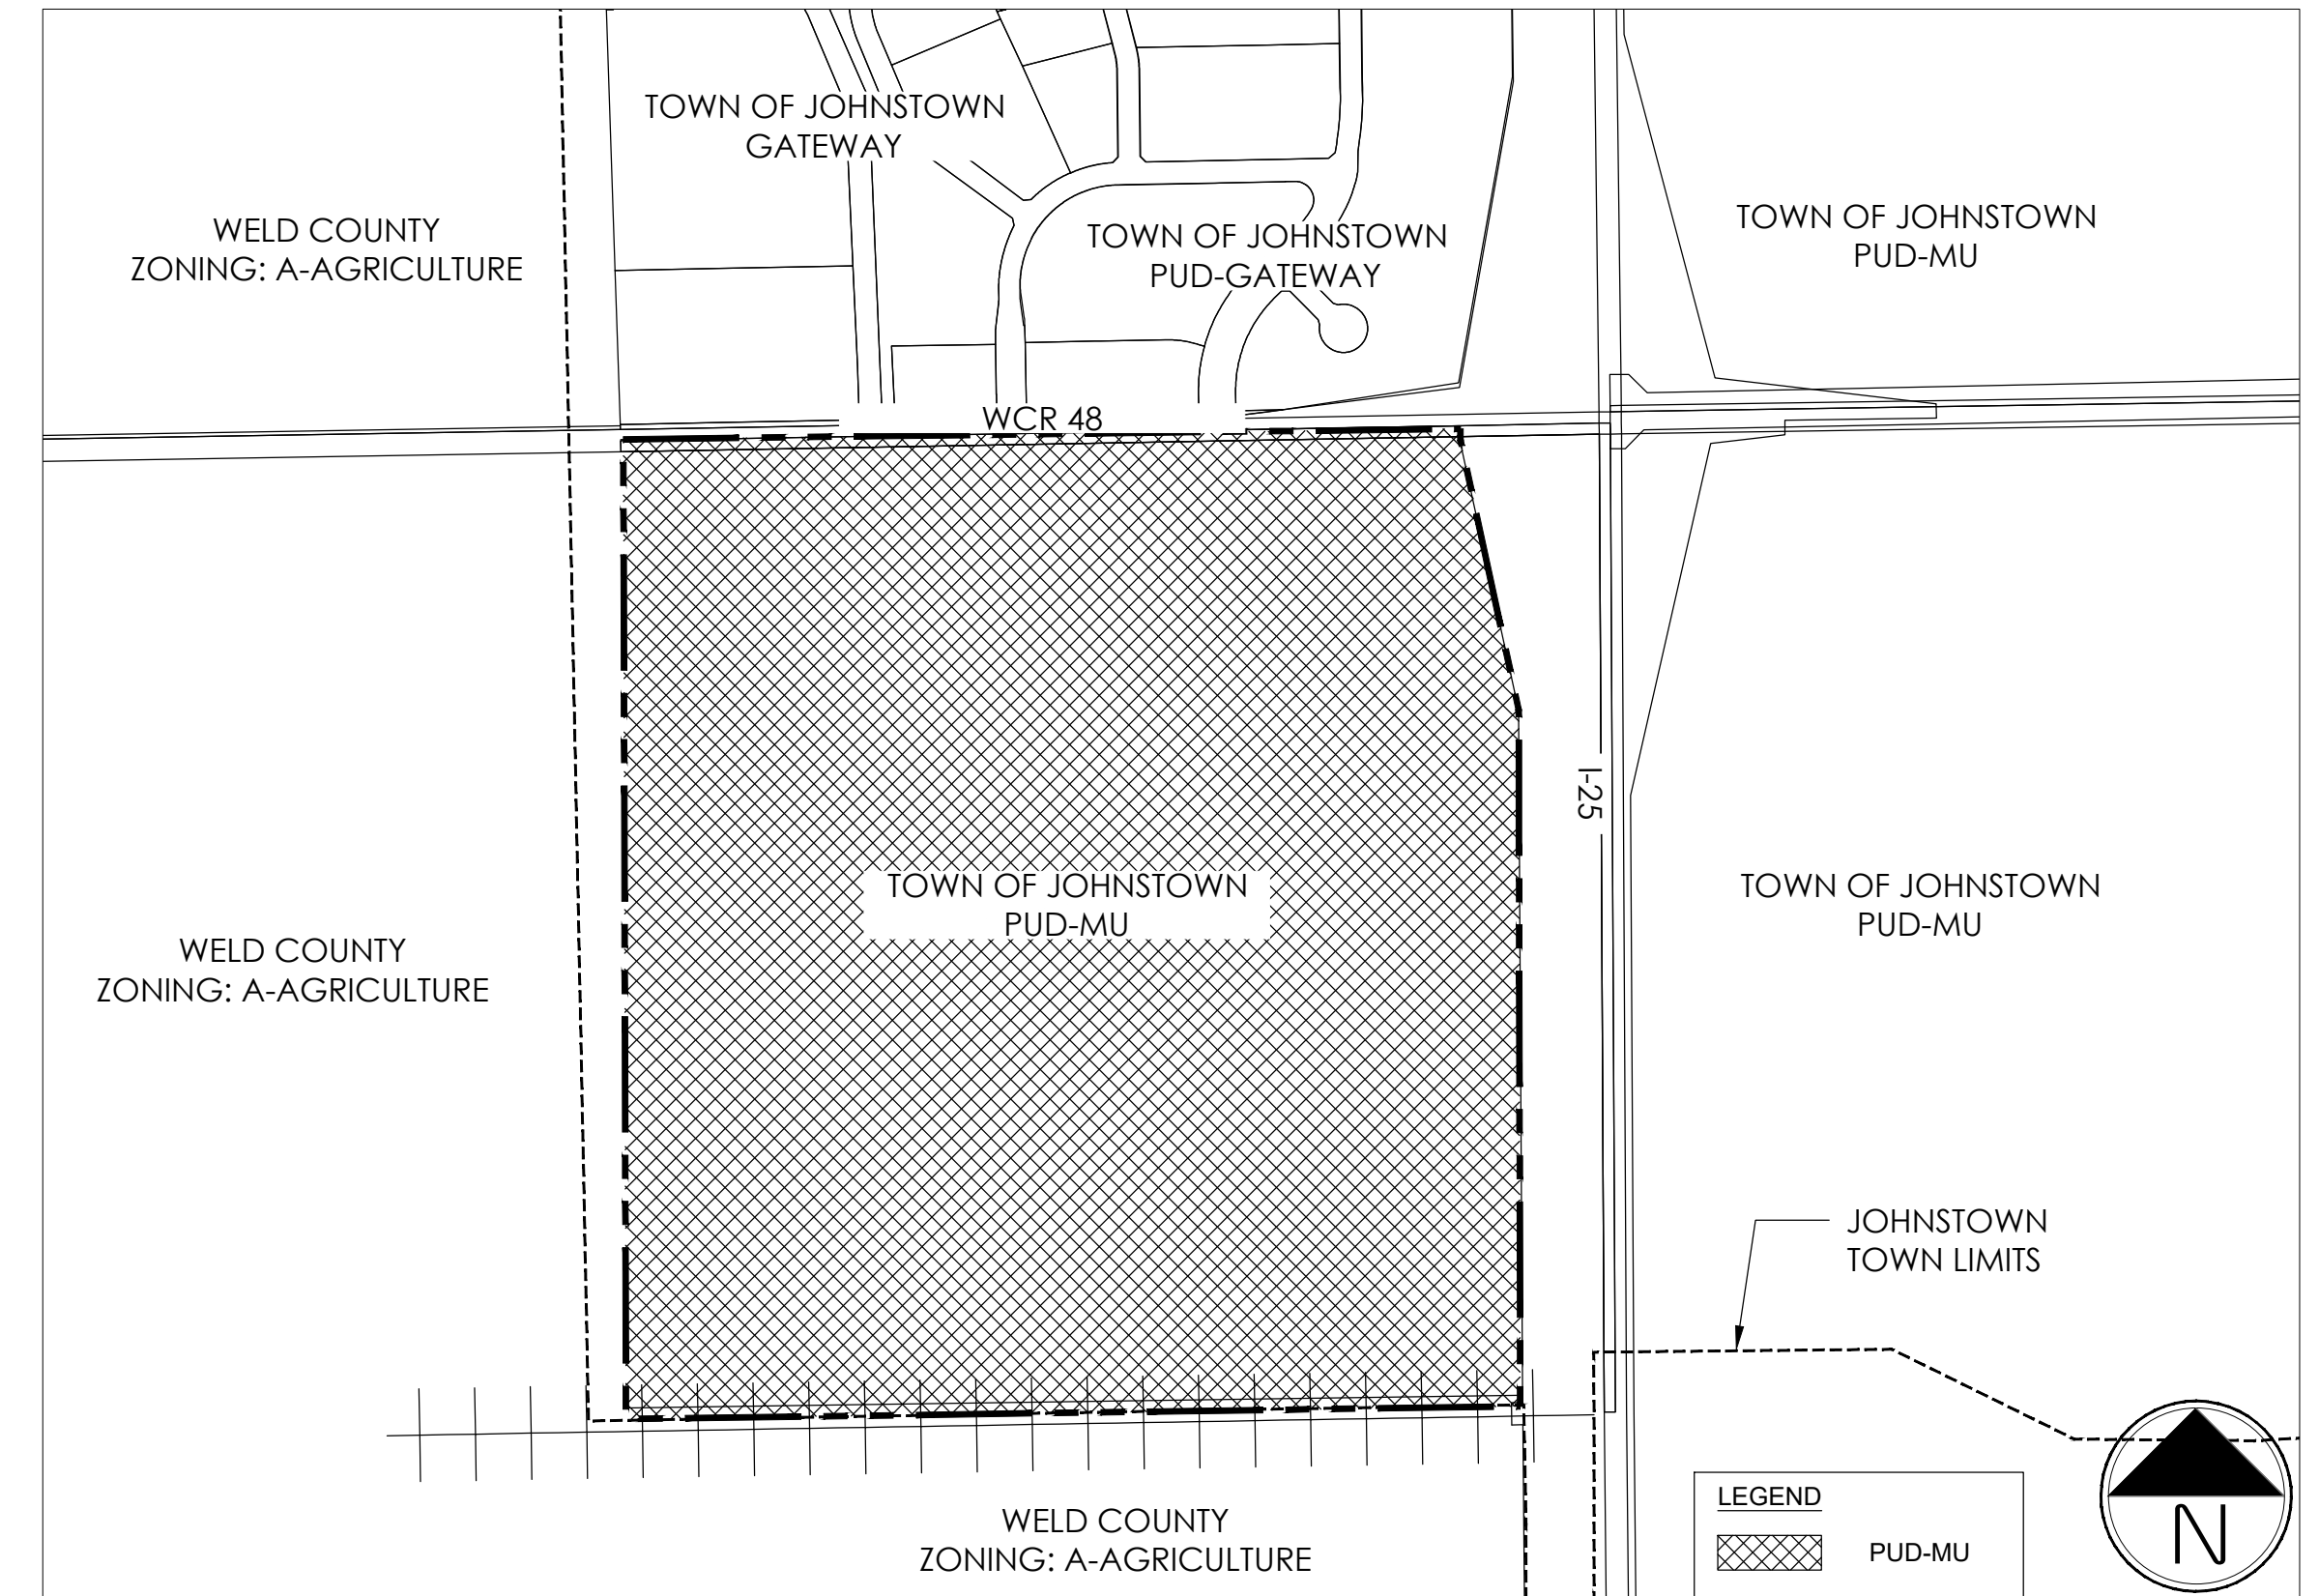 TOWN OF JOHNSTOWN
GATEWAY
WELD COUNTY
ZONING: A-AGRICULTURE
TOWN OF JOHNSTOWN
PUD-GATEWAY
TOWN OF JOHNSTOWN
PUD-MU
WCR 48
I-25
TOWN OF JOHNSTOWN
PUD-MU
TOWN OF JOHNSTOWN
PUD-MU
WELD COUNTY
ZONING: A-AGRICULTURE
JOHNSTOWN
TOWN LIMITS
WELD COUNTY
ZONING: A-AGRICULTURE
LEGEND
PUD-MU
N